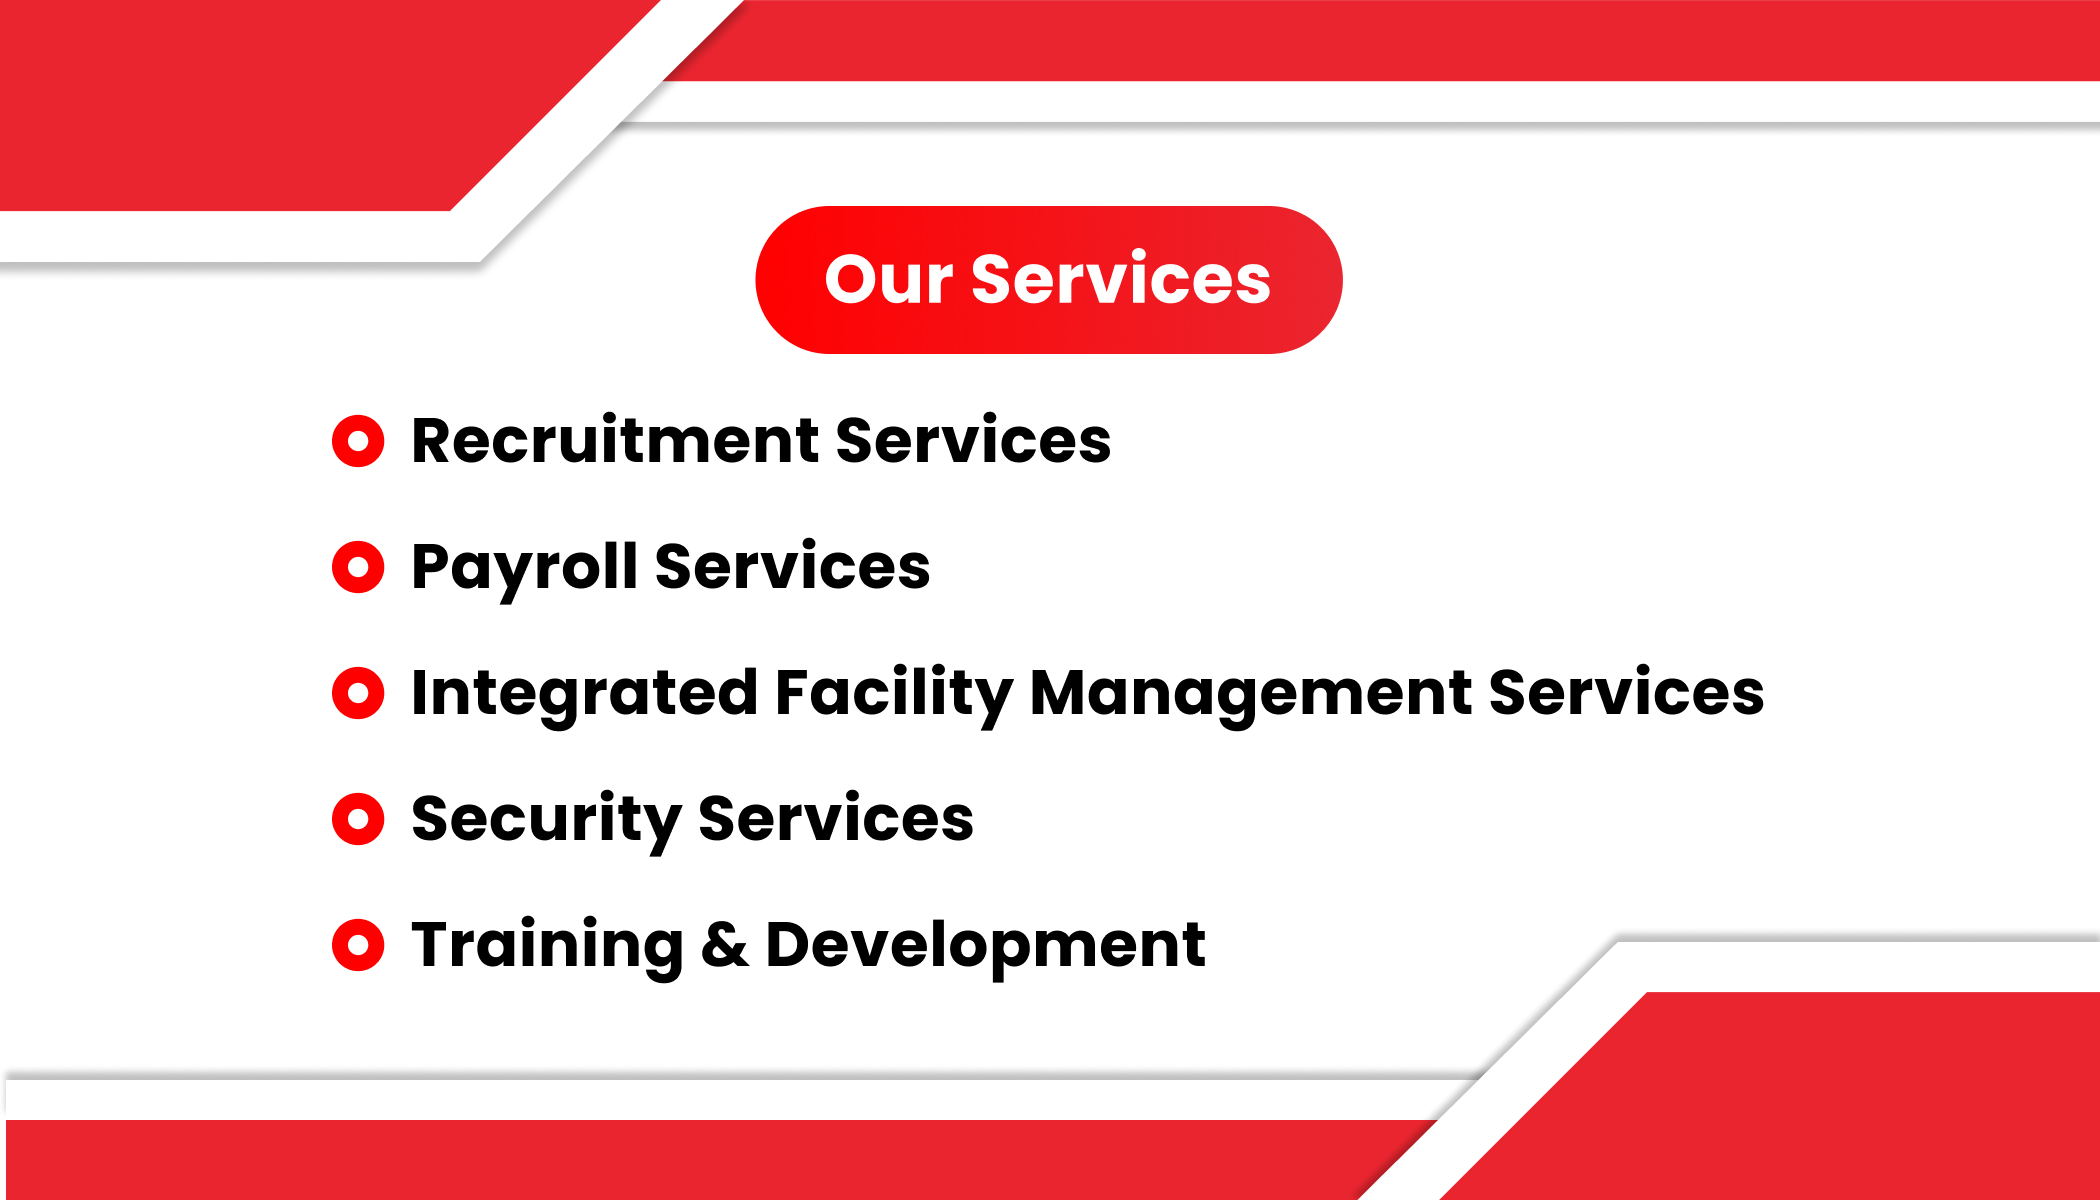 Our Services
Recruitment Services
Payroll Services
Integrated Facility Management Services
Security Services
Training & Development